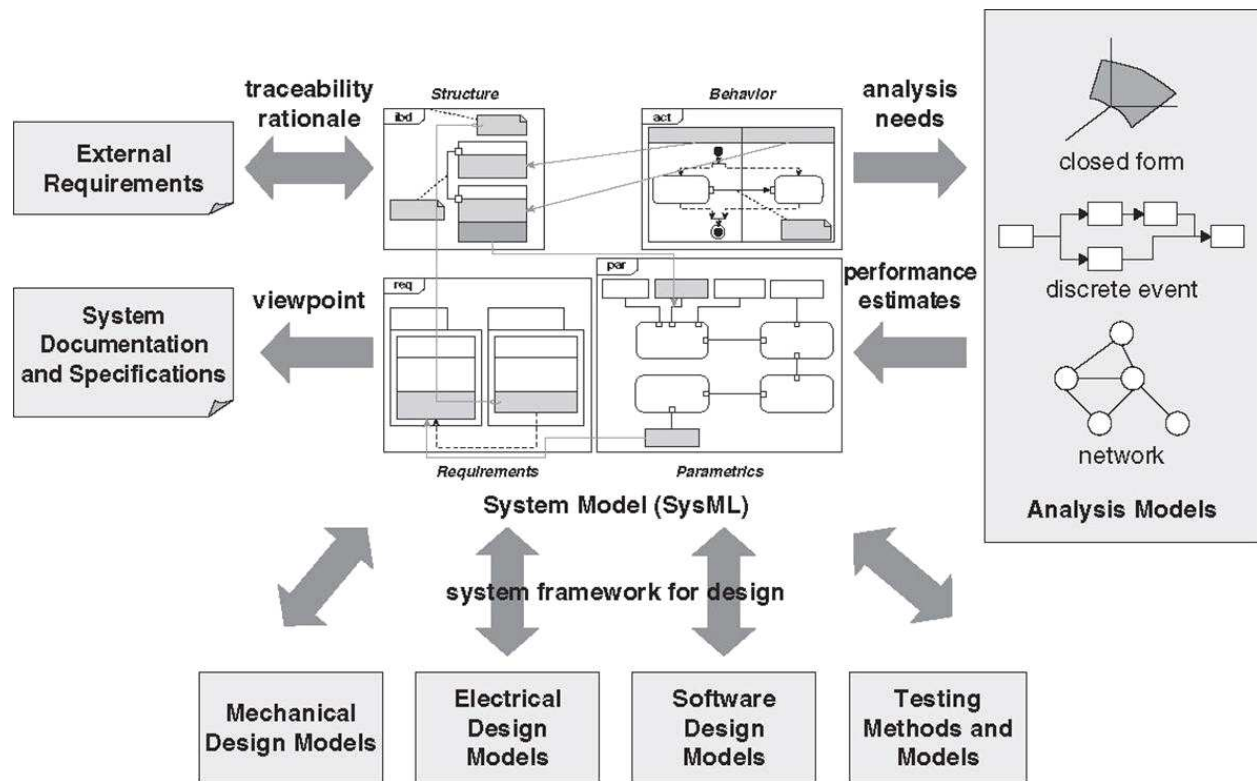 traceability
rationale
External
Requirements
System
Documentation
and Specifications
viewpoint
Structure
ibd
Behavior
act
req
par
Requirements
Parametrics
System Model (SysML)
analysis
needs
performance
estimates
closed form
discrete event
network
Analysis Models
system framework for design
Mechanical
Design Models
Electrical
Design
Models
Software
Design
Models
Testing
Methods and
Models